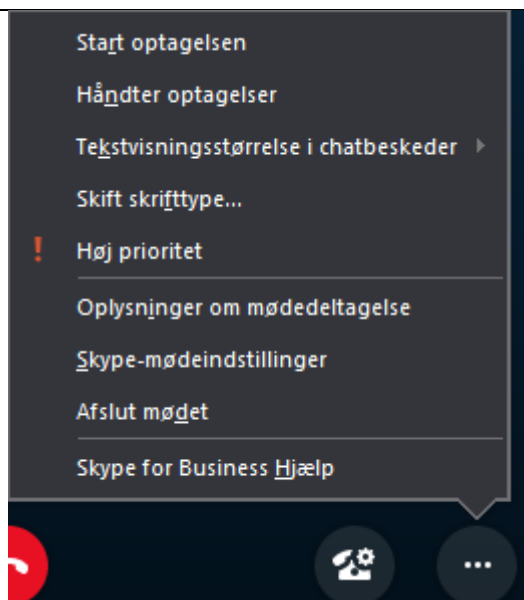 Start optagelsen
Håndter optagelser
Tekstvisningsstørrelse i chatbeskeder
Skift skrifttype...
! Høj prioritet
Oplysninger om mødedeltagelse
Skype-mødeindstillinger
Afslut mødet
Skype for Business Hjælp